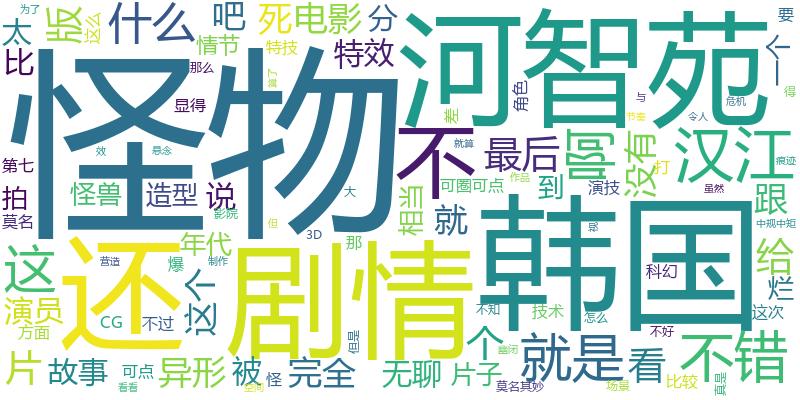 为了
这么
什么
吧
死
电影
分
一个
要
太
版
情节
特技
特效
河智苑
比
那么
算了
角色
得
怪物
显得
差
与
危机
令人
效
悬念
就算
不
最后
啊
没有
节奏
汉江
第七
打
痕迹
拍
怪兽
造型
说
相当
可圈可点
作品
到
演技
虽然
跟
莫名
影院
但
大
就
韩国
中规中矩
年代
3D
那
却
这
还
剧情
科幻
给
营造
爆
制作
演员
这个
烂
方面
CG
不过
但是
不知
技术
怎么
这次
个
不好
片
故事
可点
异形
被
怪
完全
无聊
片子
幽闭
就是
看
不错
看看
空间
莫名其妙
场景
比较
真是